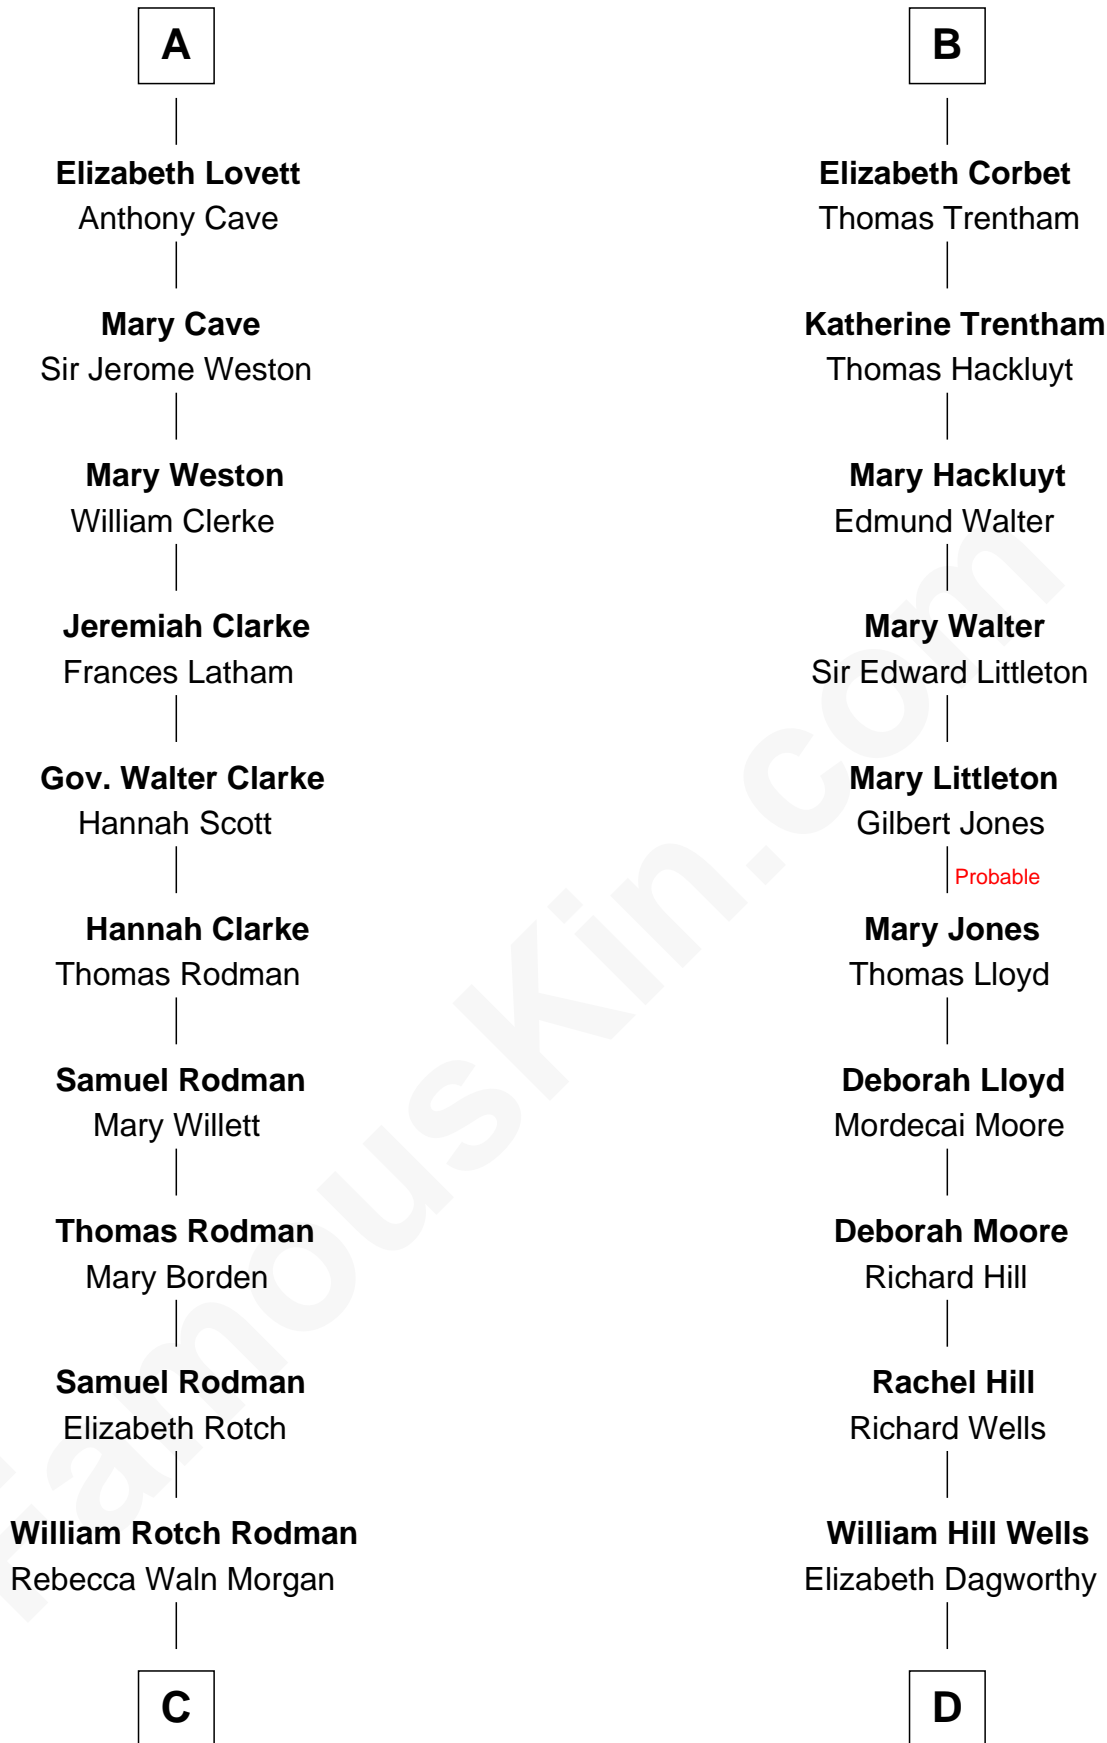 A
Elizabeth Lovett
Anthony Cave
Mary Cave
Sir Jerome Weston
Mary Weston
William Clerke
Jeremiah Clarke
Frances Latham
Gov. Walter Clarke
Hannah Scott
Hannah Clarke
Thomas Rodman
Samuel Rodman
Mary Willett
Thomas Rodman
Mary Borden
Samuel Rodman
Elizabeth Rotch
William Rotch Rodman
Rebecca Waln Morgan
C
B
Elizabeth Corbet
Thomas Trentham
Katherine Trentham
Thomas Hackluyt
Mary Hackluyt
Edmund Walter
Mary Walter
Sir Edward Littleton
Mary Littleton
Gilbert Jones
Probable
Mary Jones
Thomas Lloyd
Deborah Lloyd
Mordecai Moore
Deborah Moore
Richard Hill
Rachel Hill
Richard Wells
William Hill Wells
Elizabeth Dagworthy
D
FamousKin.com